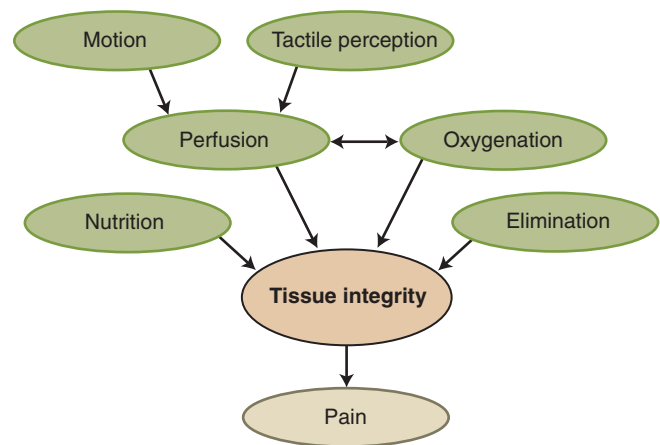 Motion
Tactile perception
Perfusion
Oxygenation
Nutrition
Elimination
Tissue integrity
Pain